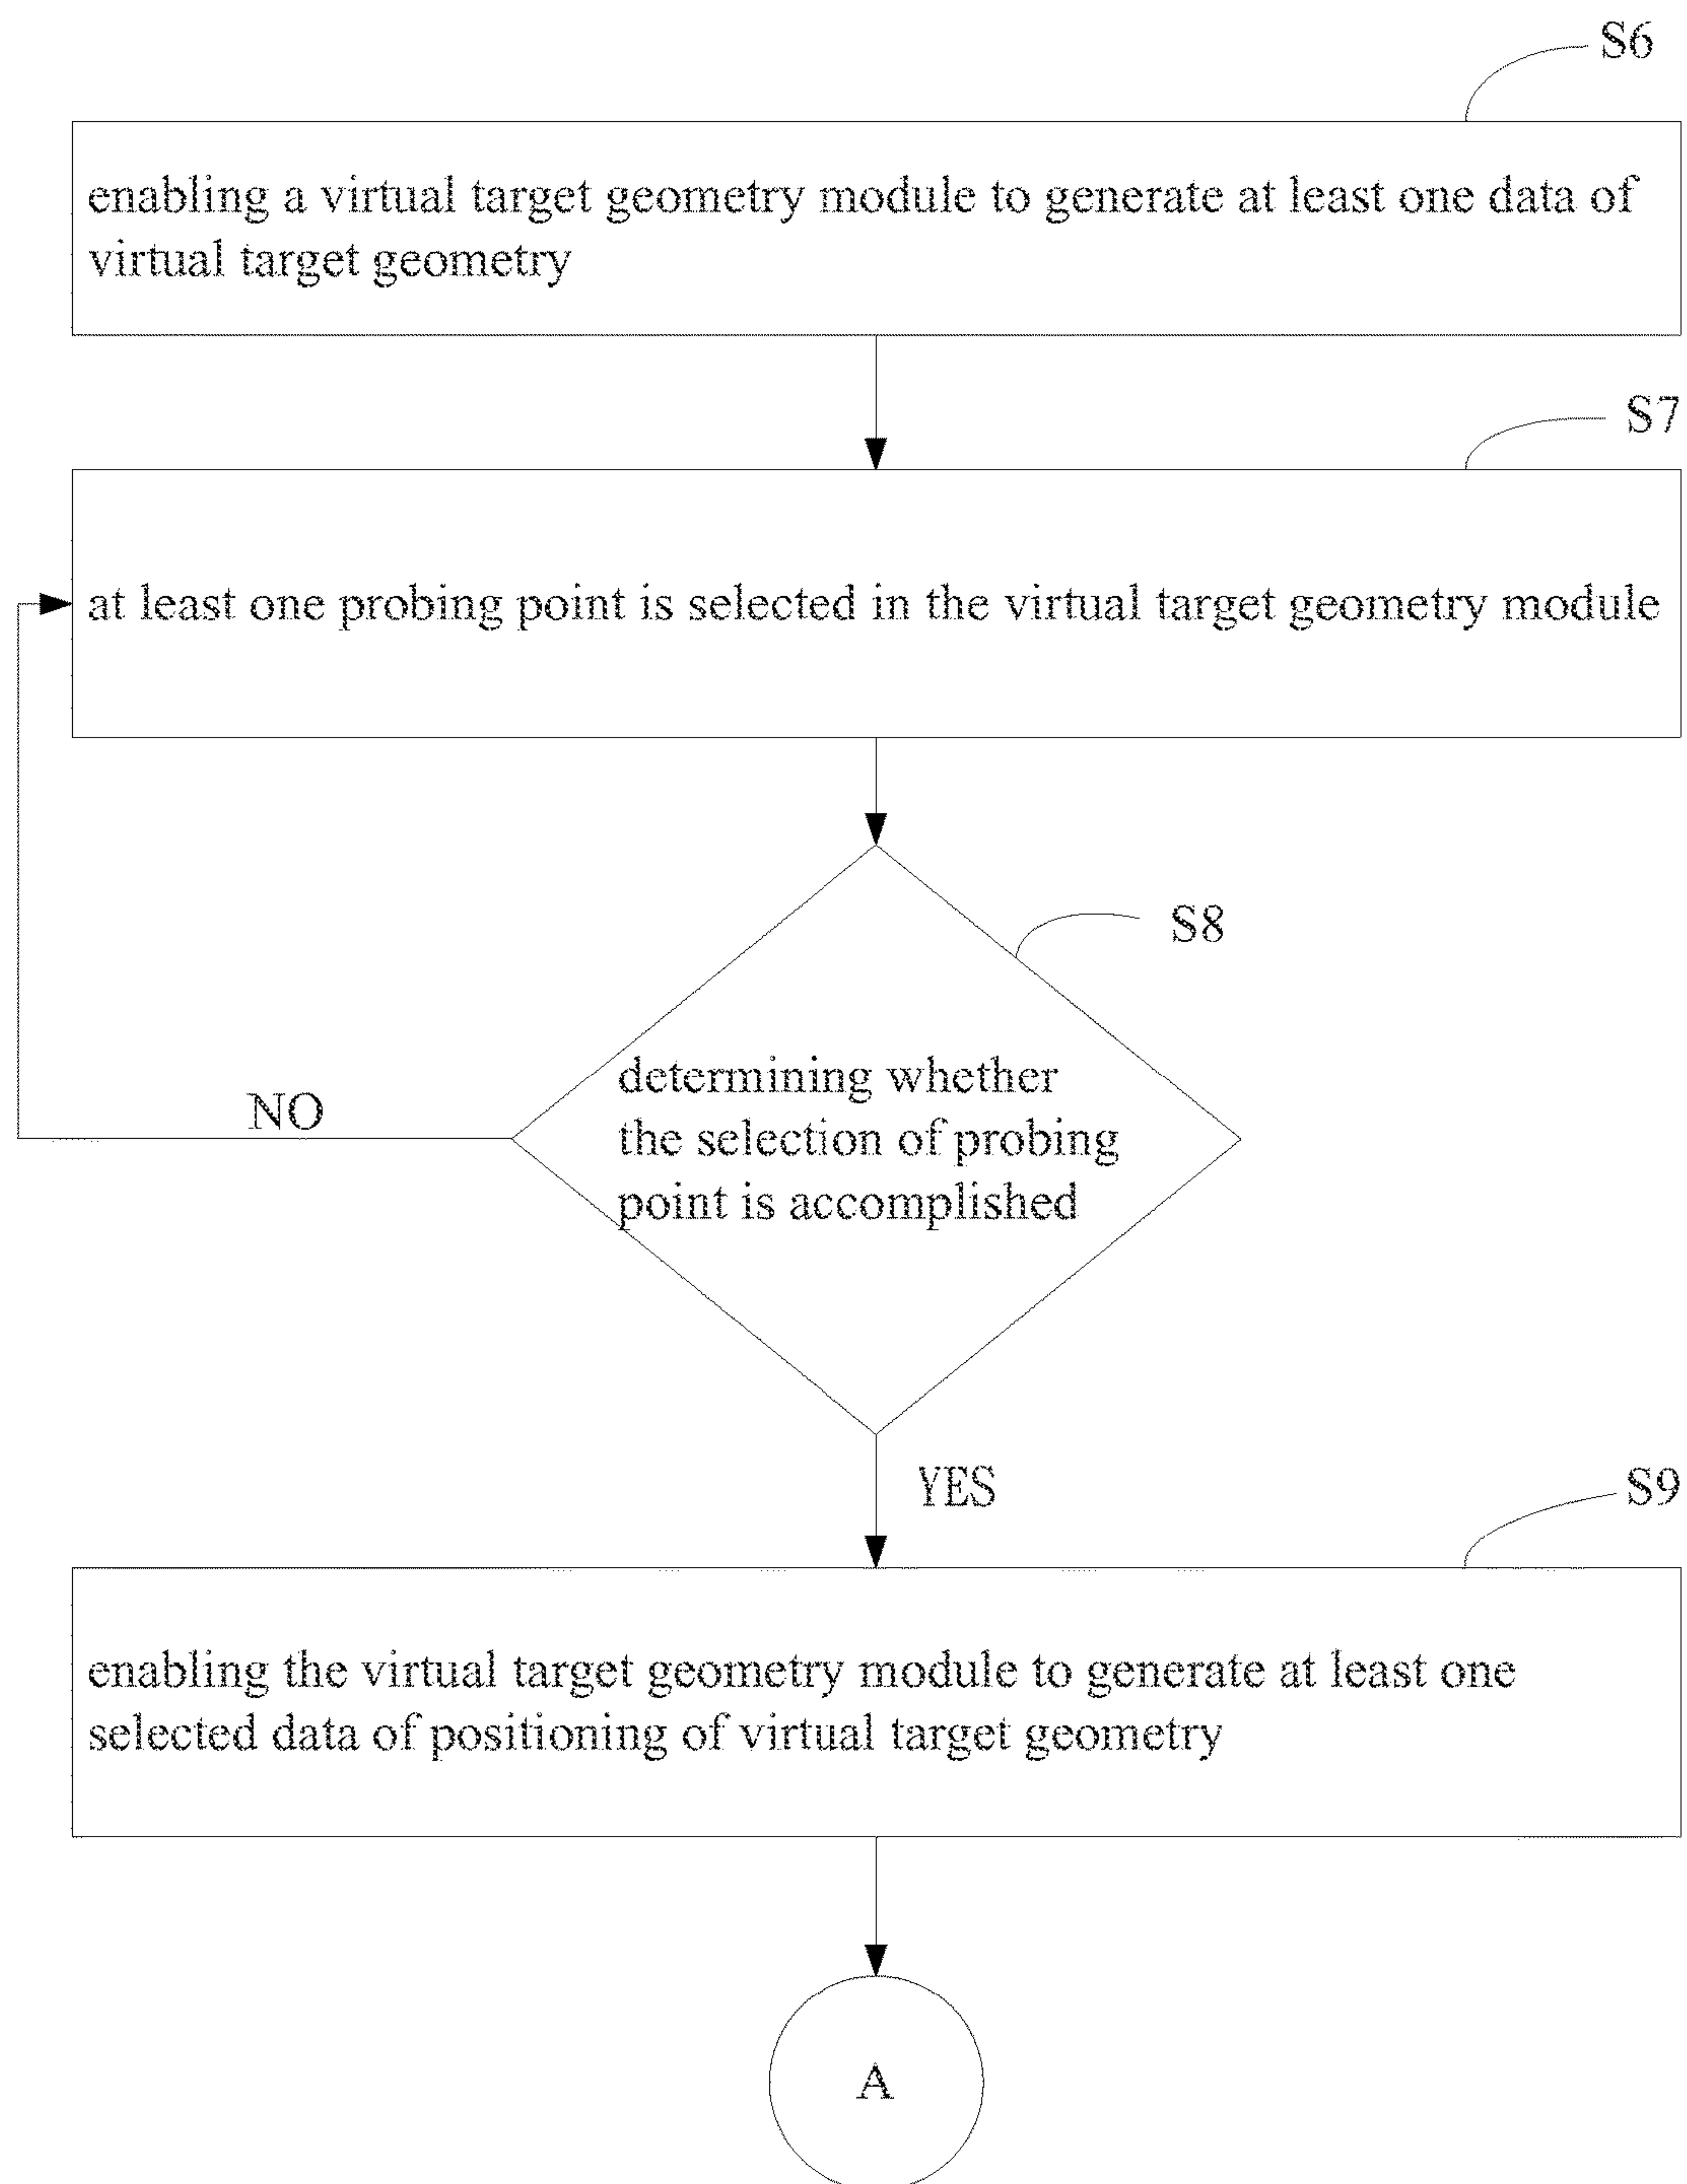 S6
enabling a virtual target geometry module to generate at least one data of
virtual target geometry
S7
at least one probing point is selected in the virtual target geometry module
S8
determining whether
the selection of probing
point is accomplished
NO
YES
S9
enabling the virtual target geometry module to generate at least one
selected data of positioning of virtual target geometry
A